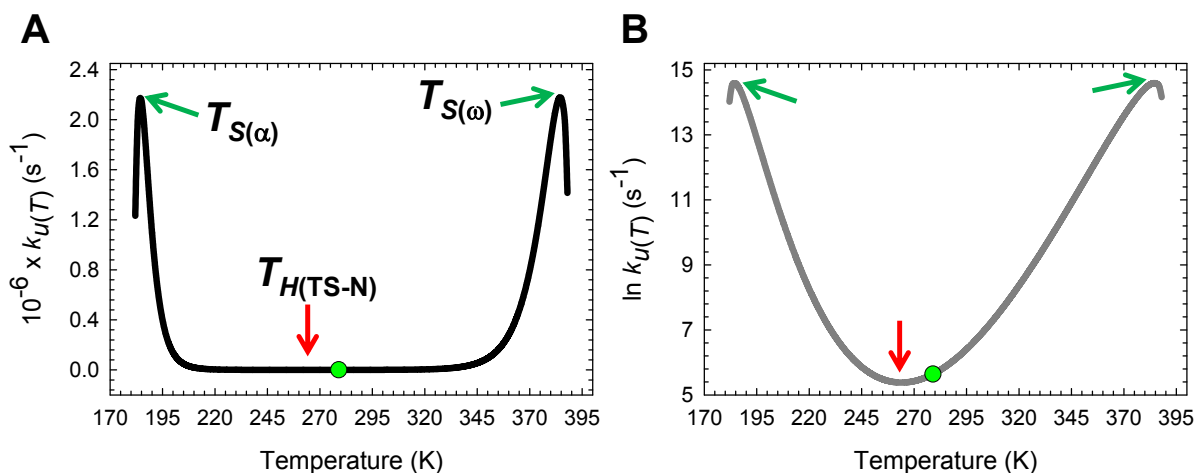 A
B
10⁻⁶ x k_u(T) (s⁻¹)
2.4
2.0
1.6
1.2
0.8
0.4
0.0
T_S(α)
T_S(ω)
T_H(TS-N)
170 195 220 245 270 295 320 345 370 395
Temperature (K)
ln k_u(T) (s⁻¹)
15
13
11
9
7
5
170 195 220 245 270 295 320 345 370 395
Temperature (K)